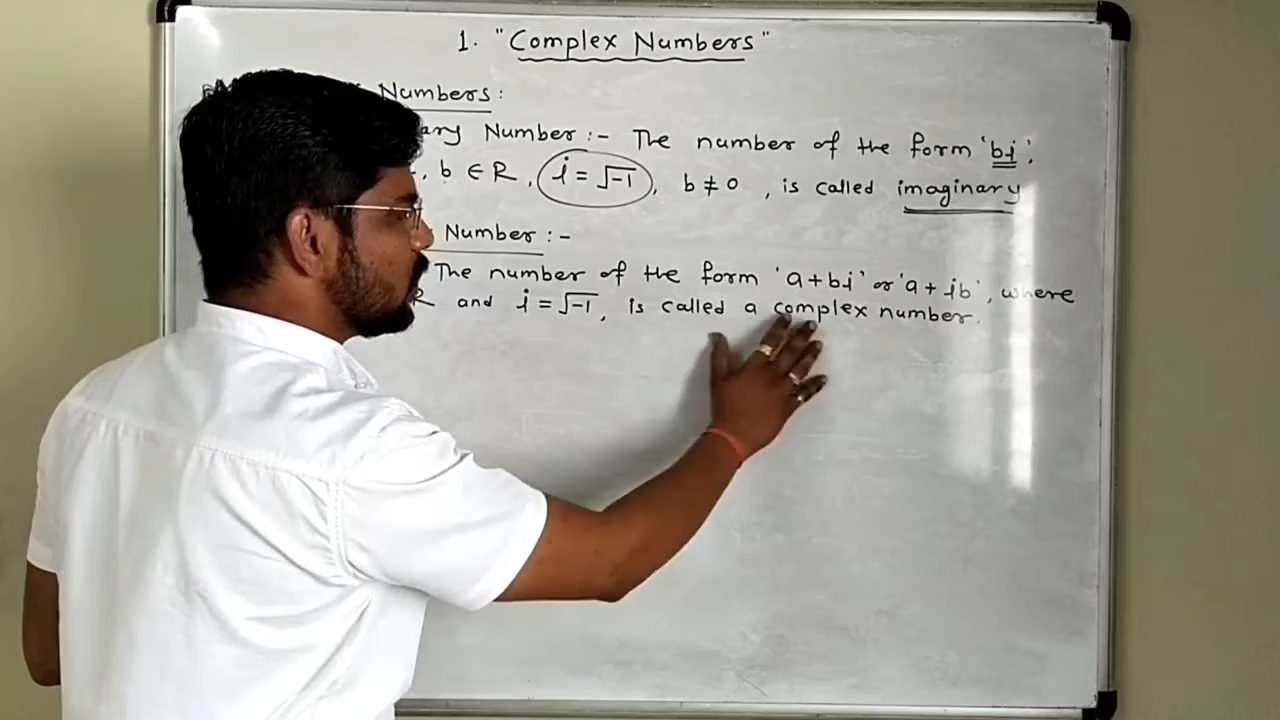 1. "Complex Numbers"
Numbers :
ary Number :- The number of the form 'bi',
, b ∈ R, i = √-1, b ≠ 0, is called imaginary
Number :-
The number of the form 'a+bi' or 'a+ib', where
R and i = √-1, is called a complex number.